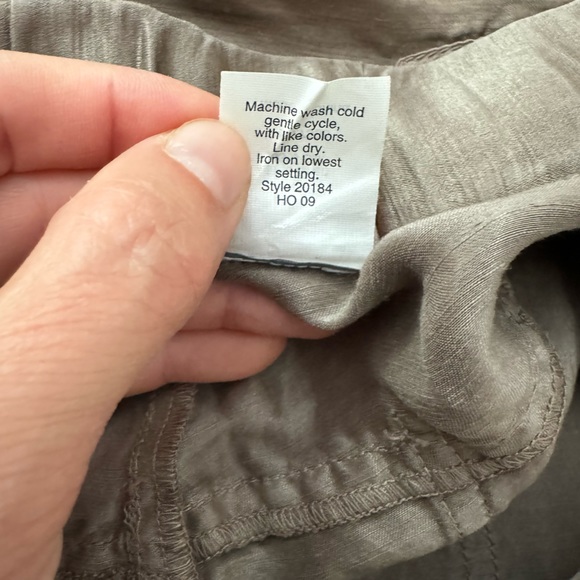 Machine wash cold
gentle cycle,
with like colors.
Line dry.
Iron on lowest
setting.
Style 20184
HO 09